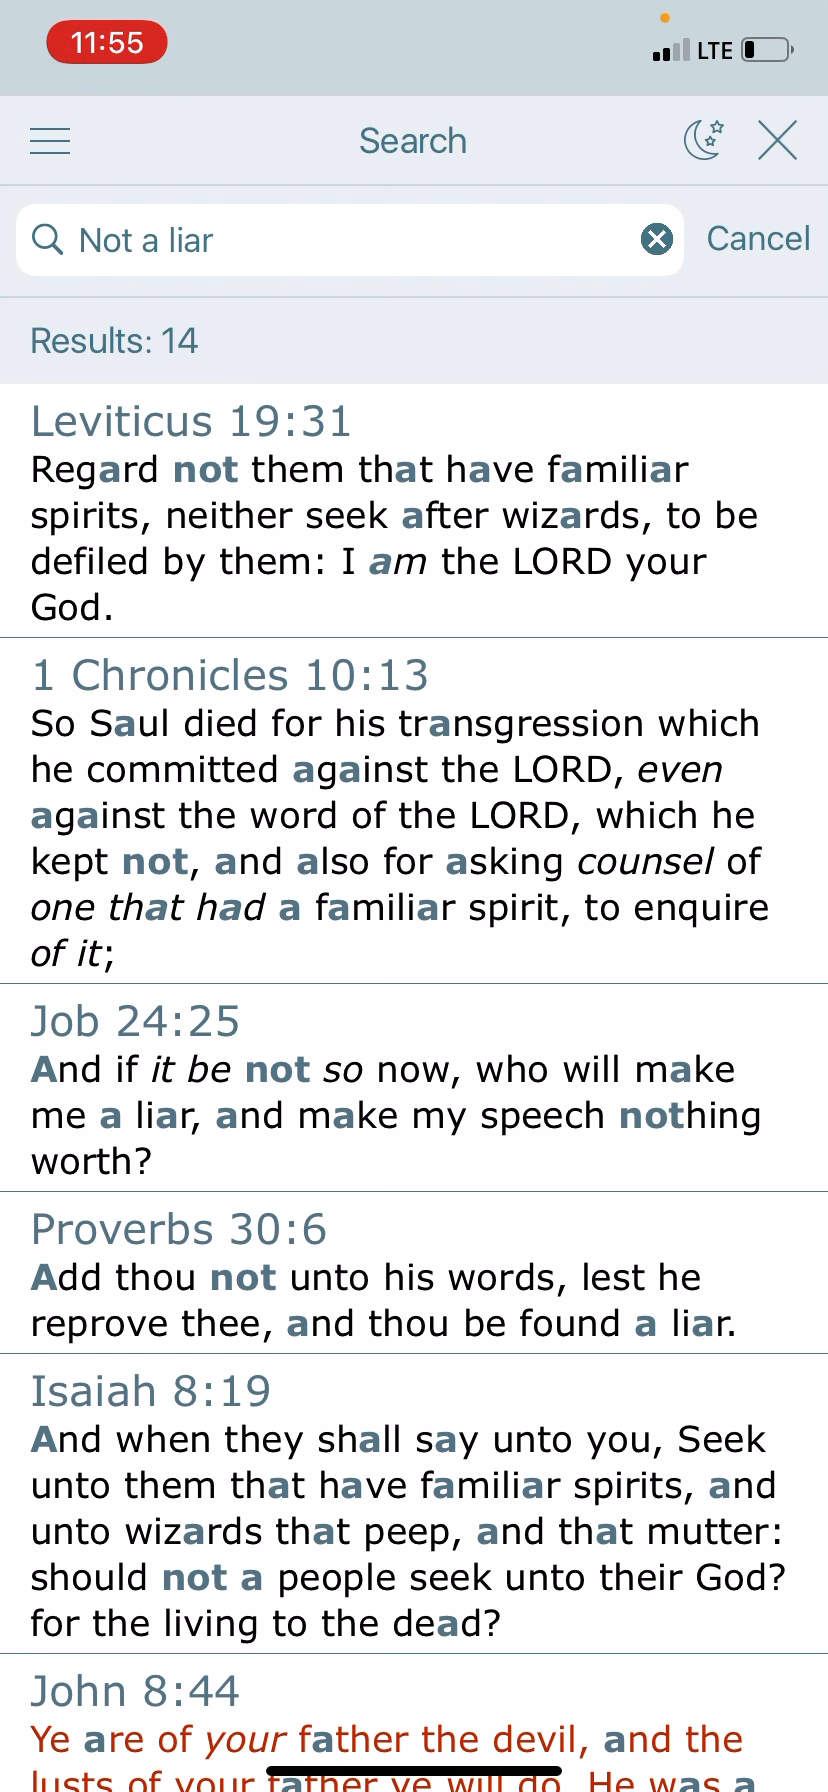 11:55
LTE
Search
Not a liar
Cancel
Results: 14
Leviticus 19:31
Regard not them that have familiar
spirits, neither seek after wizards, to be
defiled by them: I am the LORD your
God.
1 Chronicles 10:13
So Saul died for his transgression which
he committed against the LORD, even
against the word of the LORD, which he
kept not, and also for asking counsel of
one that had a familiar spirit, to enquire
of it;
Job 24:25
And if it be not so now, who will make
me a liar, and make my speech nothing
worth?
Proverbs 30:6
Add thou not unto his words, lest he
reprove thee, and thou be found a liar.
Isaiah 8:19
And when they shall say unto you, Seek
unto them that have familiar spirits, and
unto wizards that peep, and that mutter:
should not a people seek unto their God?
for the living to the dead?
John 8:44
Ye are of your father the devil, and the
lusts of your father ye will do. He was a